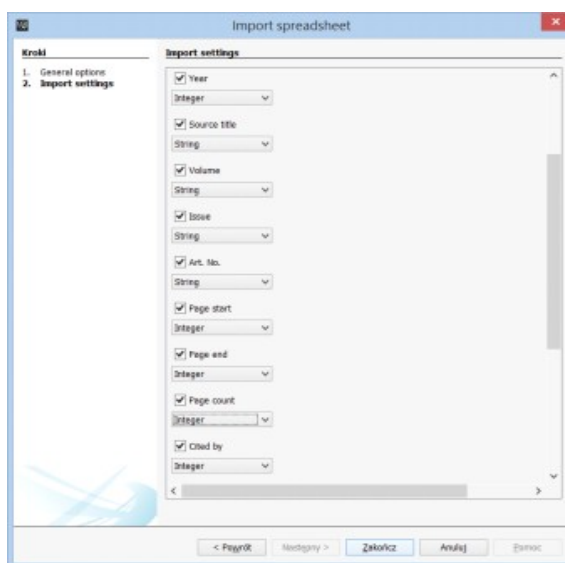 Import spreadsheet
Kroki
1. General options
2. Import settings
Import settings
Year
Integer
Source title
String
Volume
String
Issue
String
Art. No.
String
Page start
Integer
Page end
Integer
Page count
Integer
Cited by
Integer
< Powrót
Następny >
Zakończ
Anuluj
Pomoc